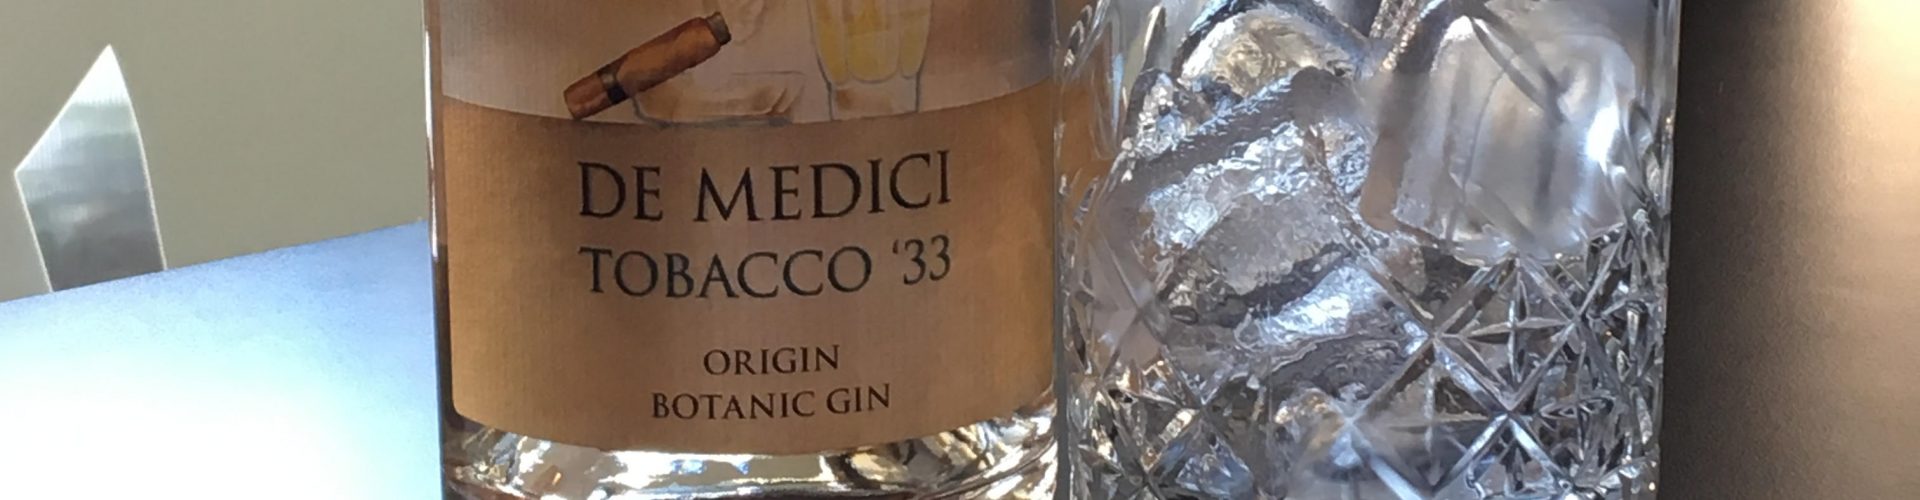 DE MEDICI
TOBACCO ‘33
ORIGIN
BOTANIC GIN